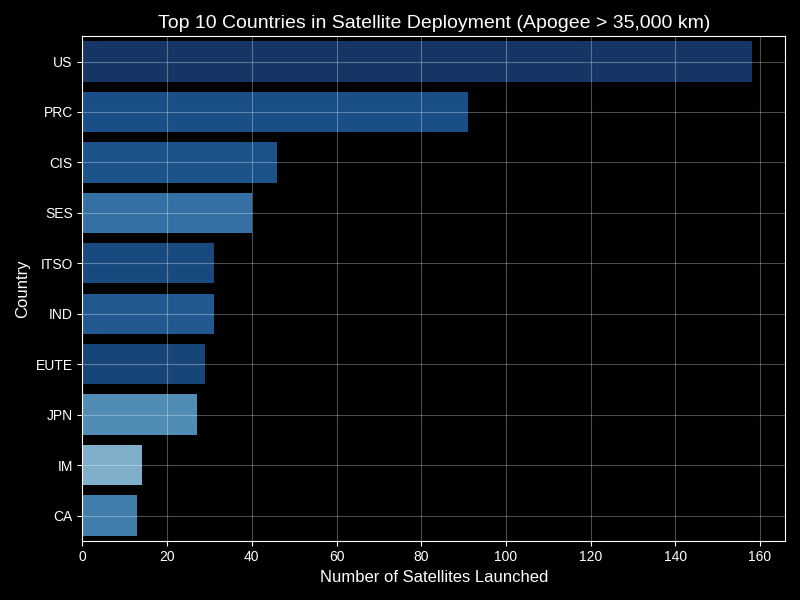 Top 10 Countries in Satellite Deployment (Apogee > 35,000 km)
US
PRC
CIS
SES
ITSO
IND
EUTE
JPN
IM
CA
Country
0 20 40 60 80 100 120 140 160
Number of Satellites Launched